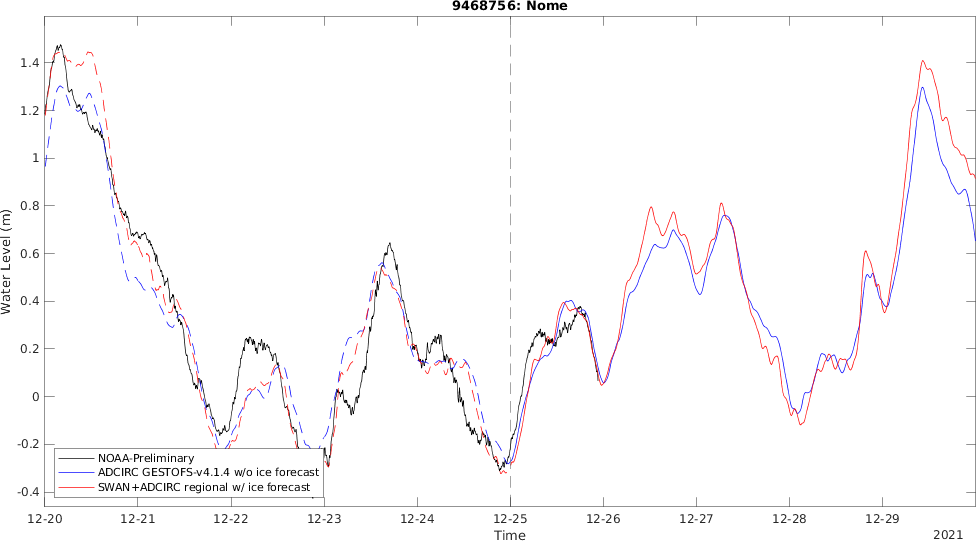 9468756: Nome
Water Level (m)
1.4
1.2
1
0.8
0.6
0.4
0.2
0
-0.2
-0.4
NOAA-Preliminary
ADCIRC GESTOFS-v4.1.4 w/o ice forecast
SWAN+ADCIRC regional w/ ice forecast
12-20 12-21 12-22 12-23 12-24 12-25 12-26 12-27 12-28 12-29
Time
2021